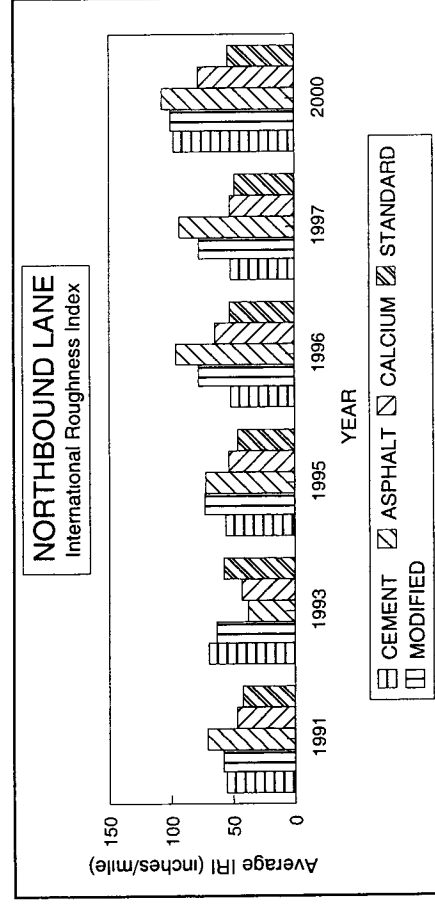 NORTHBOUND LANE
International Roughness Index
Average IRI (inches/mile)
150
100
50
0
1991 1993 1995 1996 1997 2000
YEAR
CEMENT ASPHALT CALCIUM STANDARD
MODIFIED